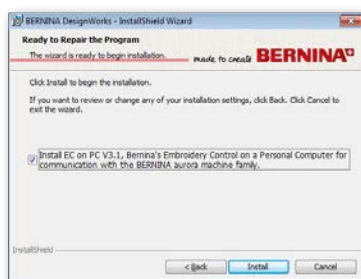 BERNINA DesignWorks - InstallShield Wizard
Ready to Repair the Program
The wizard is ready to begin installation.
made to create BERNINA
Click Install to begin the installation.
If you want to review or change any of your installation settings, click Back. Click Cancel to
exit the wizard.
Install EC on PC V3.1, Bernina's Embroidery Control on a Personal Computer for
communication with the BERNINA aurora machine family.
InstallShield
< Back Install Cancel